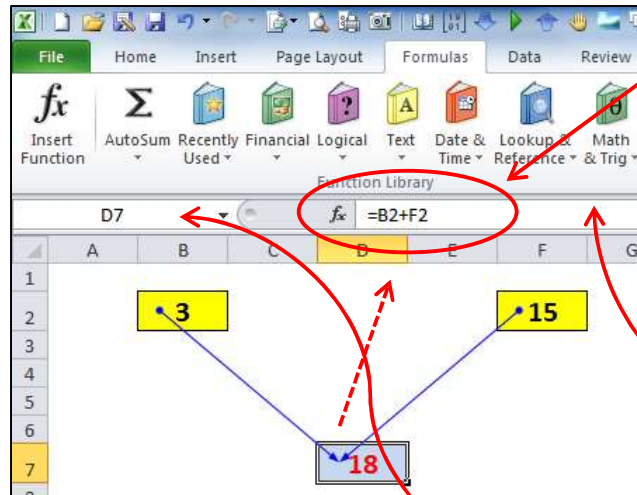 File Home Insert Page Layout Formulas Data Review
fx Σ ? A θ
Insert Function AutoSum Recently Used Financial Logical Text Date & Time Lookup & Reference Math & Trig
Function Library
D7 fx =B2+F2
A B C D E F G
1
2 3 15
3
4
5
6
7 18